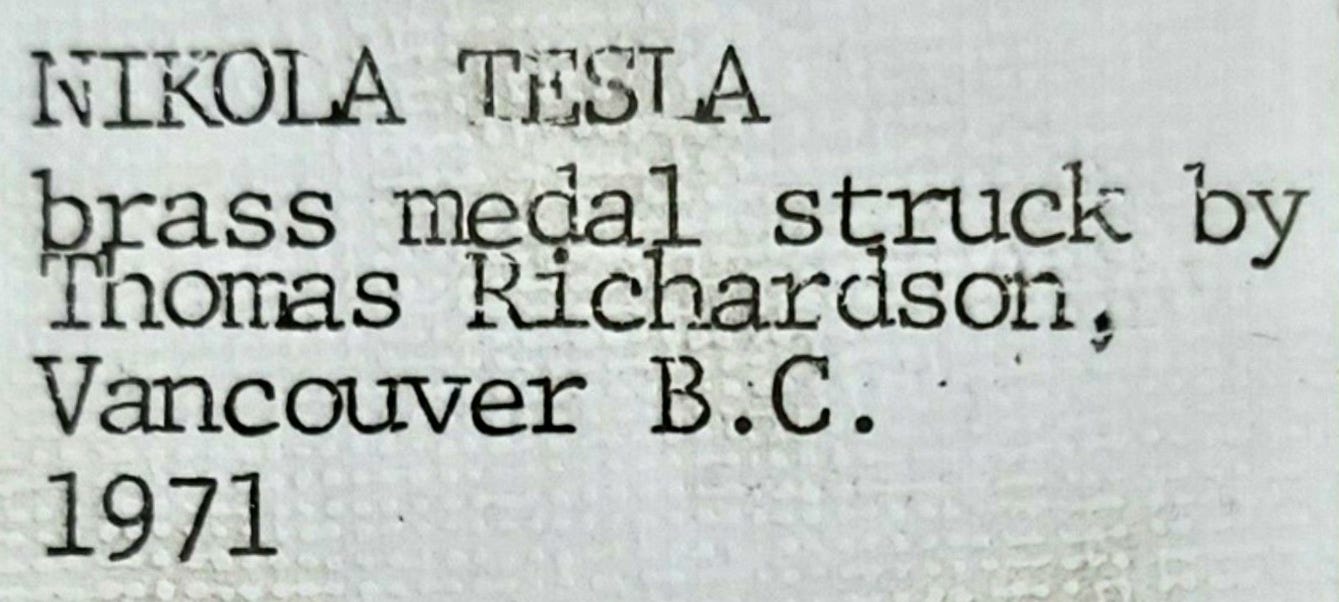 NIKOLA TESLA
brass medal struck by
Thomas Richardson,
Vancouver B.C.
1971